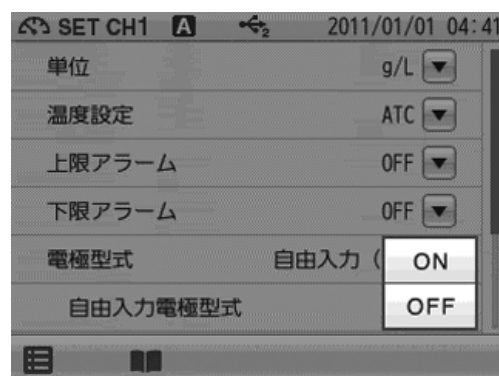 SET CH1 A 2 2011/01/01 04:41
単位 g/L
温度設定 ATC
上限アラーム OFF
下限アラーム OFF
電極型式 自由入力( ON
自由入力電極型式 OFF